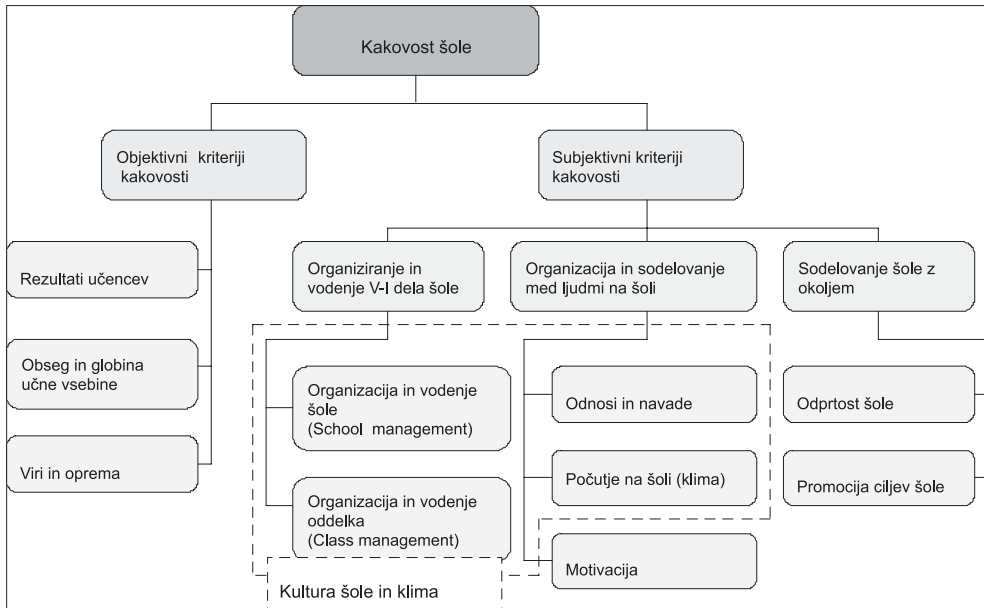 Kakovost šole
Objektivni kriteriji
kakovosti
Subjektivni kriteriji
kakovosti
Rezultati učencev
Obseg in globina
učne vsebine
Viri in oprema
Organiziranje in
vodenje V-I dela šole
Organizacija in vodenje
šole
(School management)
Organizacija in vodenje
oddelka
(Class management)
Organizacija in sodelovanje
med ljudmi na šoli
Odnosi in navade
Počutje na šoli (klima)
Motivacija
Sodelovanje šole z
okoljem
Odprtost šole
Promocija ciljev šole
Kultura šole in klima